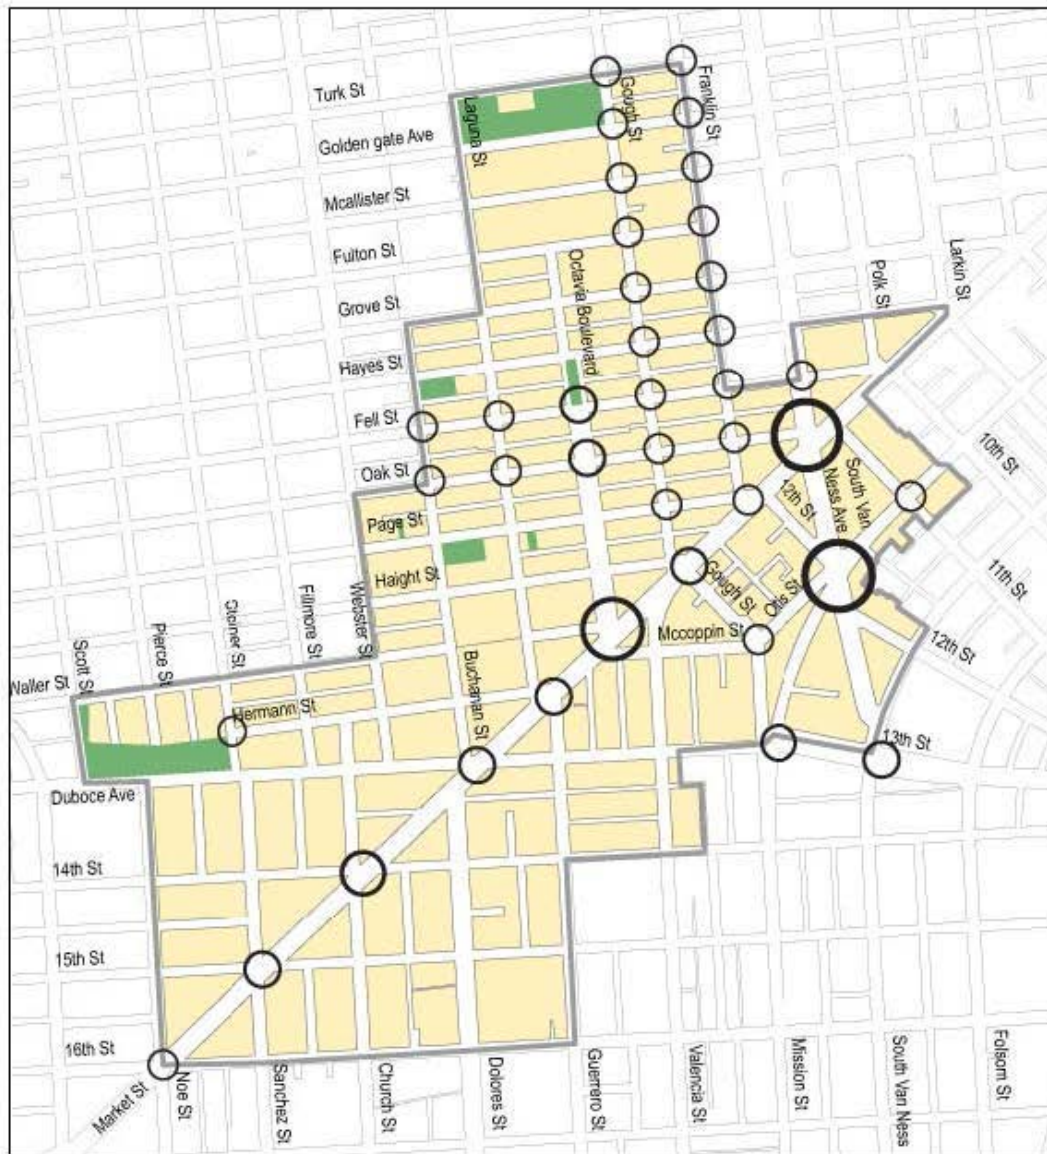 Turk St
Golden gate Ave
Mcallister St
Fulton St
Grove St
Hayes St
Fell St
Oak St
Page St
Haight St
Laguna St
Gough St
Franklin St
Octavia Boulevard
Polk St
Larkin St
10th St
11th St
12th St
13th St
12th St
South Van
Ness Ave
Gough St
Otis St
Mccoppin St
Webster St
Fillmore St
Steiner St
Pierce St
Scott St
Waller St
Hermann St
Buchanan St
Duboce Ave
14th St
15th St
16th St
Market St
Noe St
Sanchez St
Church St
Dolores St
Guerrero St
Valencia St
Mission St
South Van Ness
Folsom St